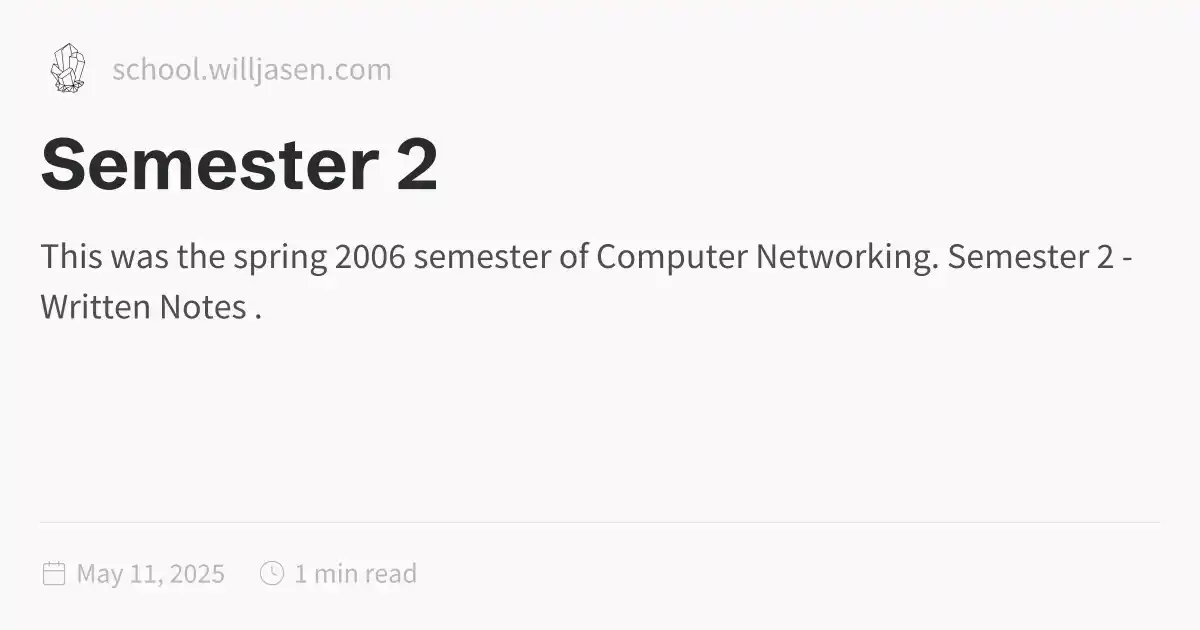 school.willjasen.com
Semester 2
This was the spring 2006 semester of Computer Networking. Semester 2 -
Written Notes .
May 11, 2025 1 min read